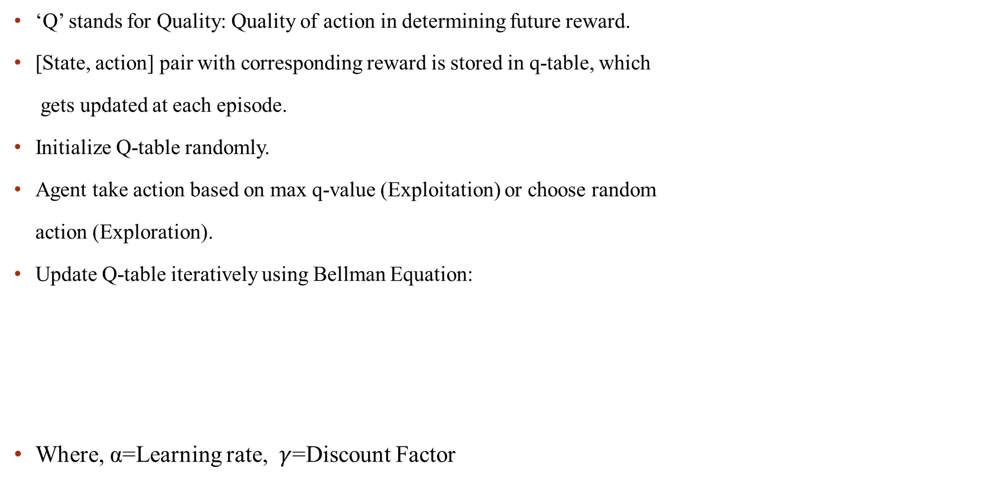 • ‘Q’ stands for Quality: Quality of action in determining future reward.
• [State, action] pair with corresponding reward is stored in q-table, which
gets updated at each episode.
• Initialize Q-table randomly.
• Agent take action based on max q-value (Exploitation) or choose random
action (Exploration).
• Update Q-table iteratively using Bellman Equation:
• Where, α=Learning rate, γ=Discount Factor